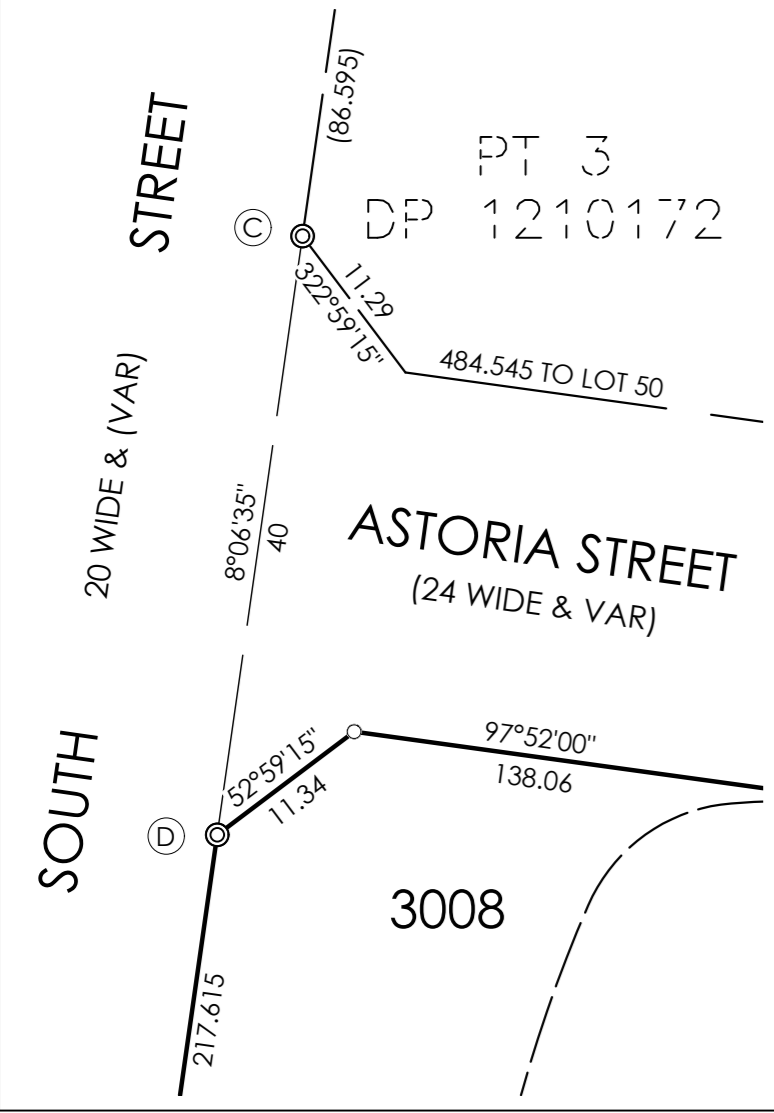 (86.595)
STREET
PT 3
DP 1210172
C
11.29
322°59'15"
484.545 TO LOT 50
20 WIDE & (VAR)
8°06'35"
40
ASTORIA STREET
(24 WIDE & VAR)
SOUTH
52°59'15"
11.34
97°52'00"
138.06
D
3008
217.615